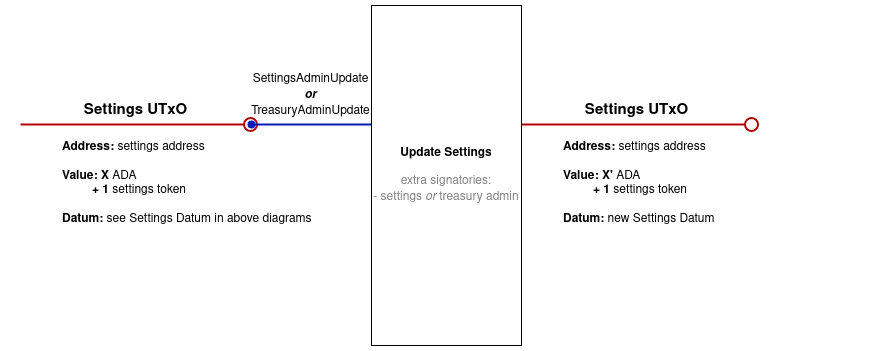 SettingsAdminUpdate
or
TreasuryAdminUpdate
Settings UTxO
Address: settings address
Value: X ADA
+ 1 settings token
Datum: see Settings Datum in above diagrams
Update Settings
extra signatories:
- settings or treasury admin
Settings UTxO
Address: settings address
Value: X' ADA
+ 1 settings token
Datum: new Settings Datum